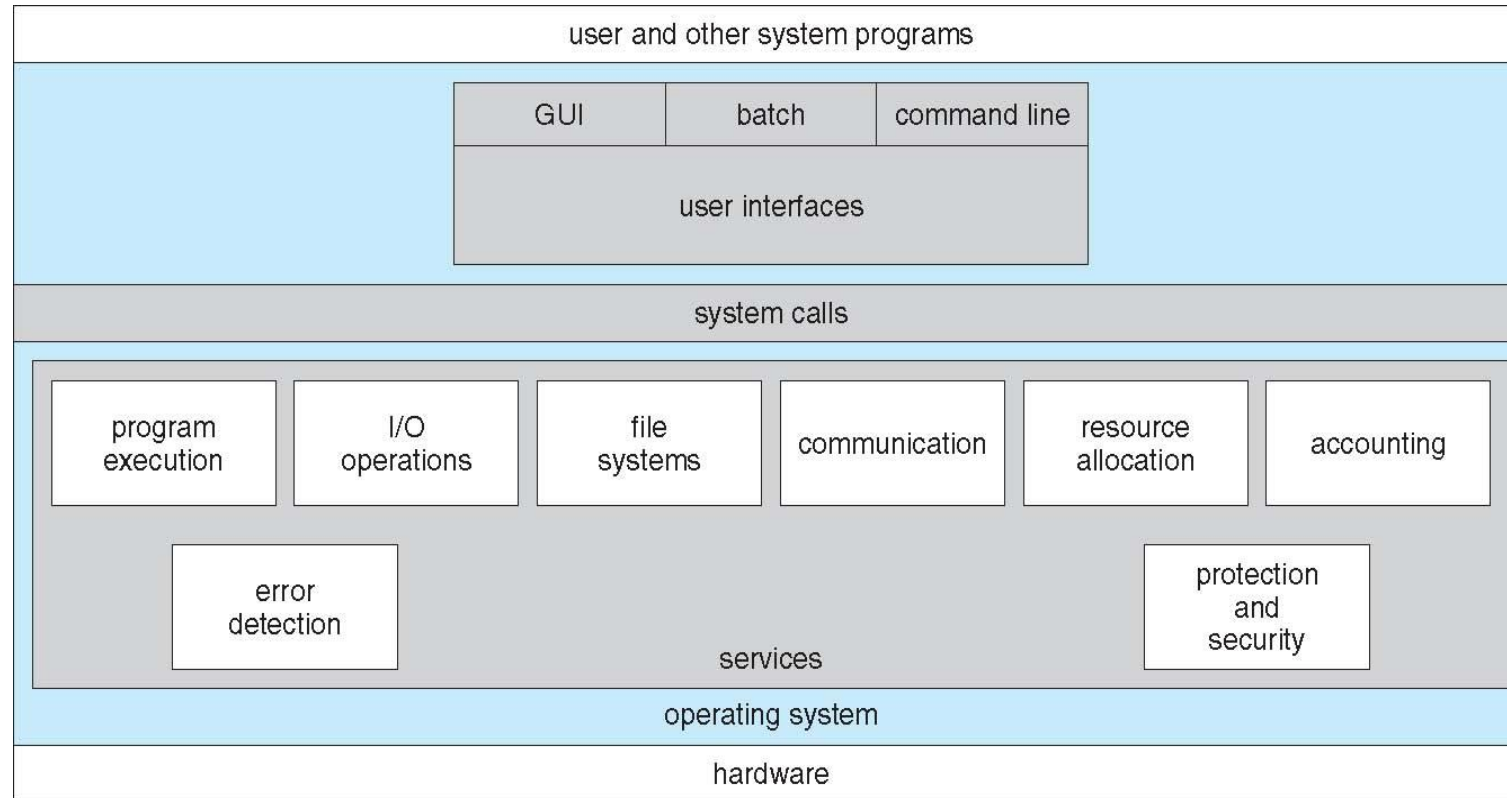 user and other system programs
GUI
batch
command line
user interfaces
system calls
program
execution
I/O
operations
file
systems
communication
resource
allocation
accounting
error
detection
protection
and
security
services
operating system
hardware